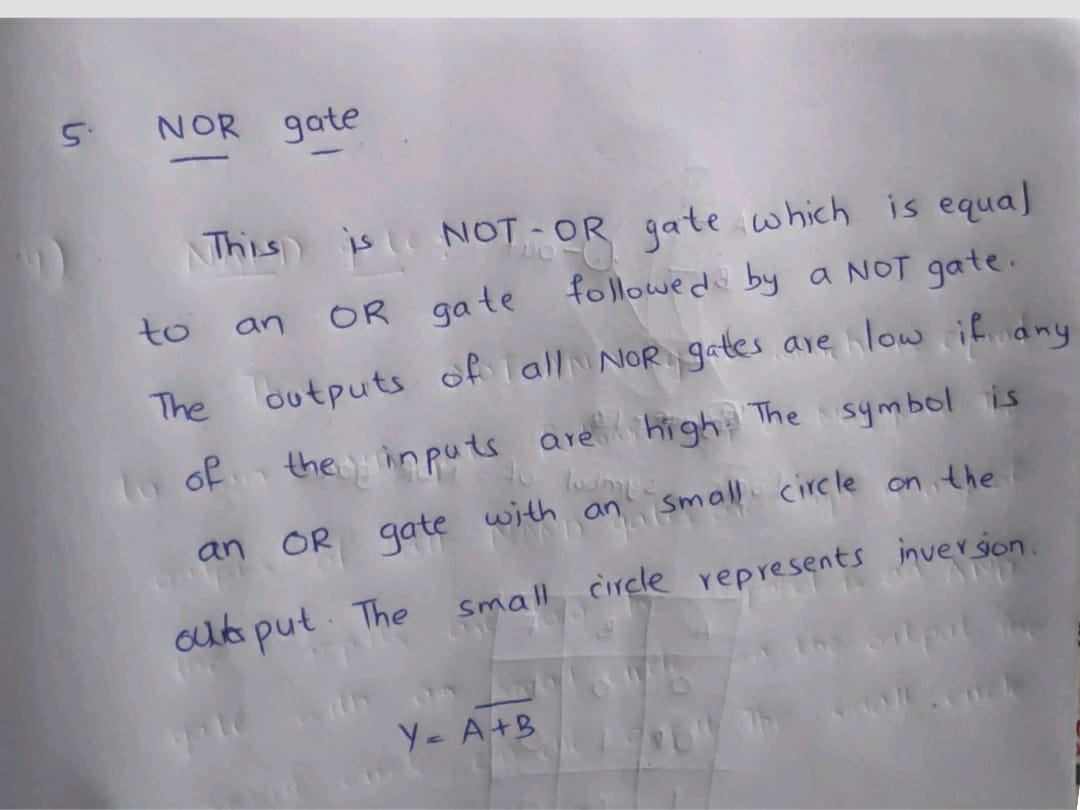 5. NOR gate
This is NOT-OR gate which is equal
to an OR gate followed by a NOT gate.
The outputs of all NOR gates are low if any
of the inputs are high. The symbol is
an OR gate with an small circle on the
output. The small circle represents inversion.
Y = A̅+̅B̅